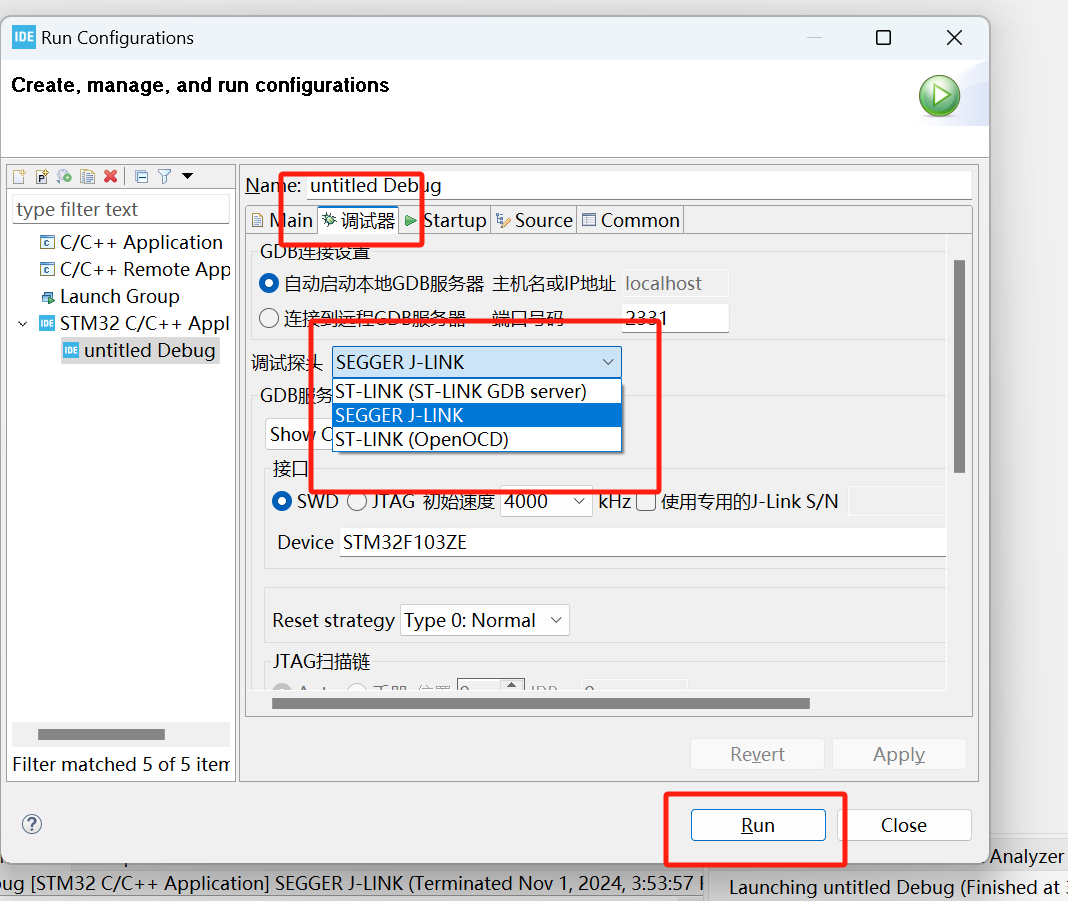 IDE Run Configurations
Create, manage, and run configurations
type filter text
C/C++ Application
C/C++ Remote App
Launch Group
IDE STM32 C/C++ Appl
IDE untitled Debug
Filter matched 5 of 5 item
Name: untitled Debug
Main 调试器 Startup Source Common
GDB连接设置
自动启动本地GDB服务器 主机名或IP地址 localhost
连接到远程GDB服务器 端口号码 2331
调试探头 SEGGER J-LINK
ST-LINK (ST-LINK GDB server)
SEGGER J-LINK
ST-LINK (OpenOCD)
GDB服务
Show C
接口
SWD JTAG 初始速度 4000 kHz 使用专用的J-Link S/N
Device STM32F103ZE
Reset strategy Type 0: Normal
JTAG扫描链
Revert Apply
Run Close
Analyzer
ug [STM32 C/C++ Application] SEGGER J-LINK (Terminated Nov 1, 2024, 3:53:57
Launching untitled Debug (Finished at